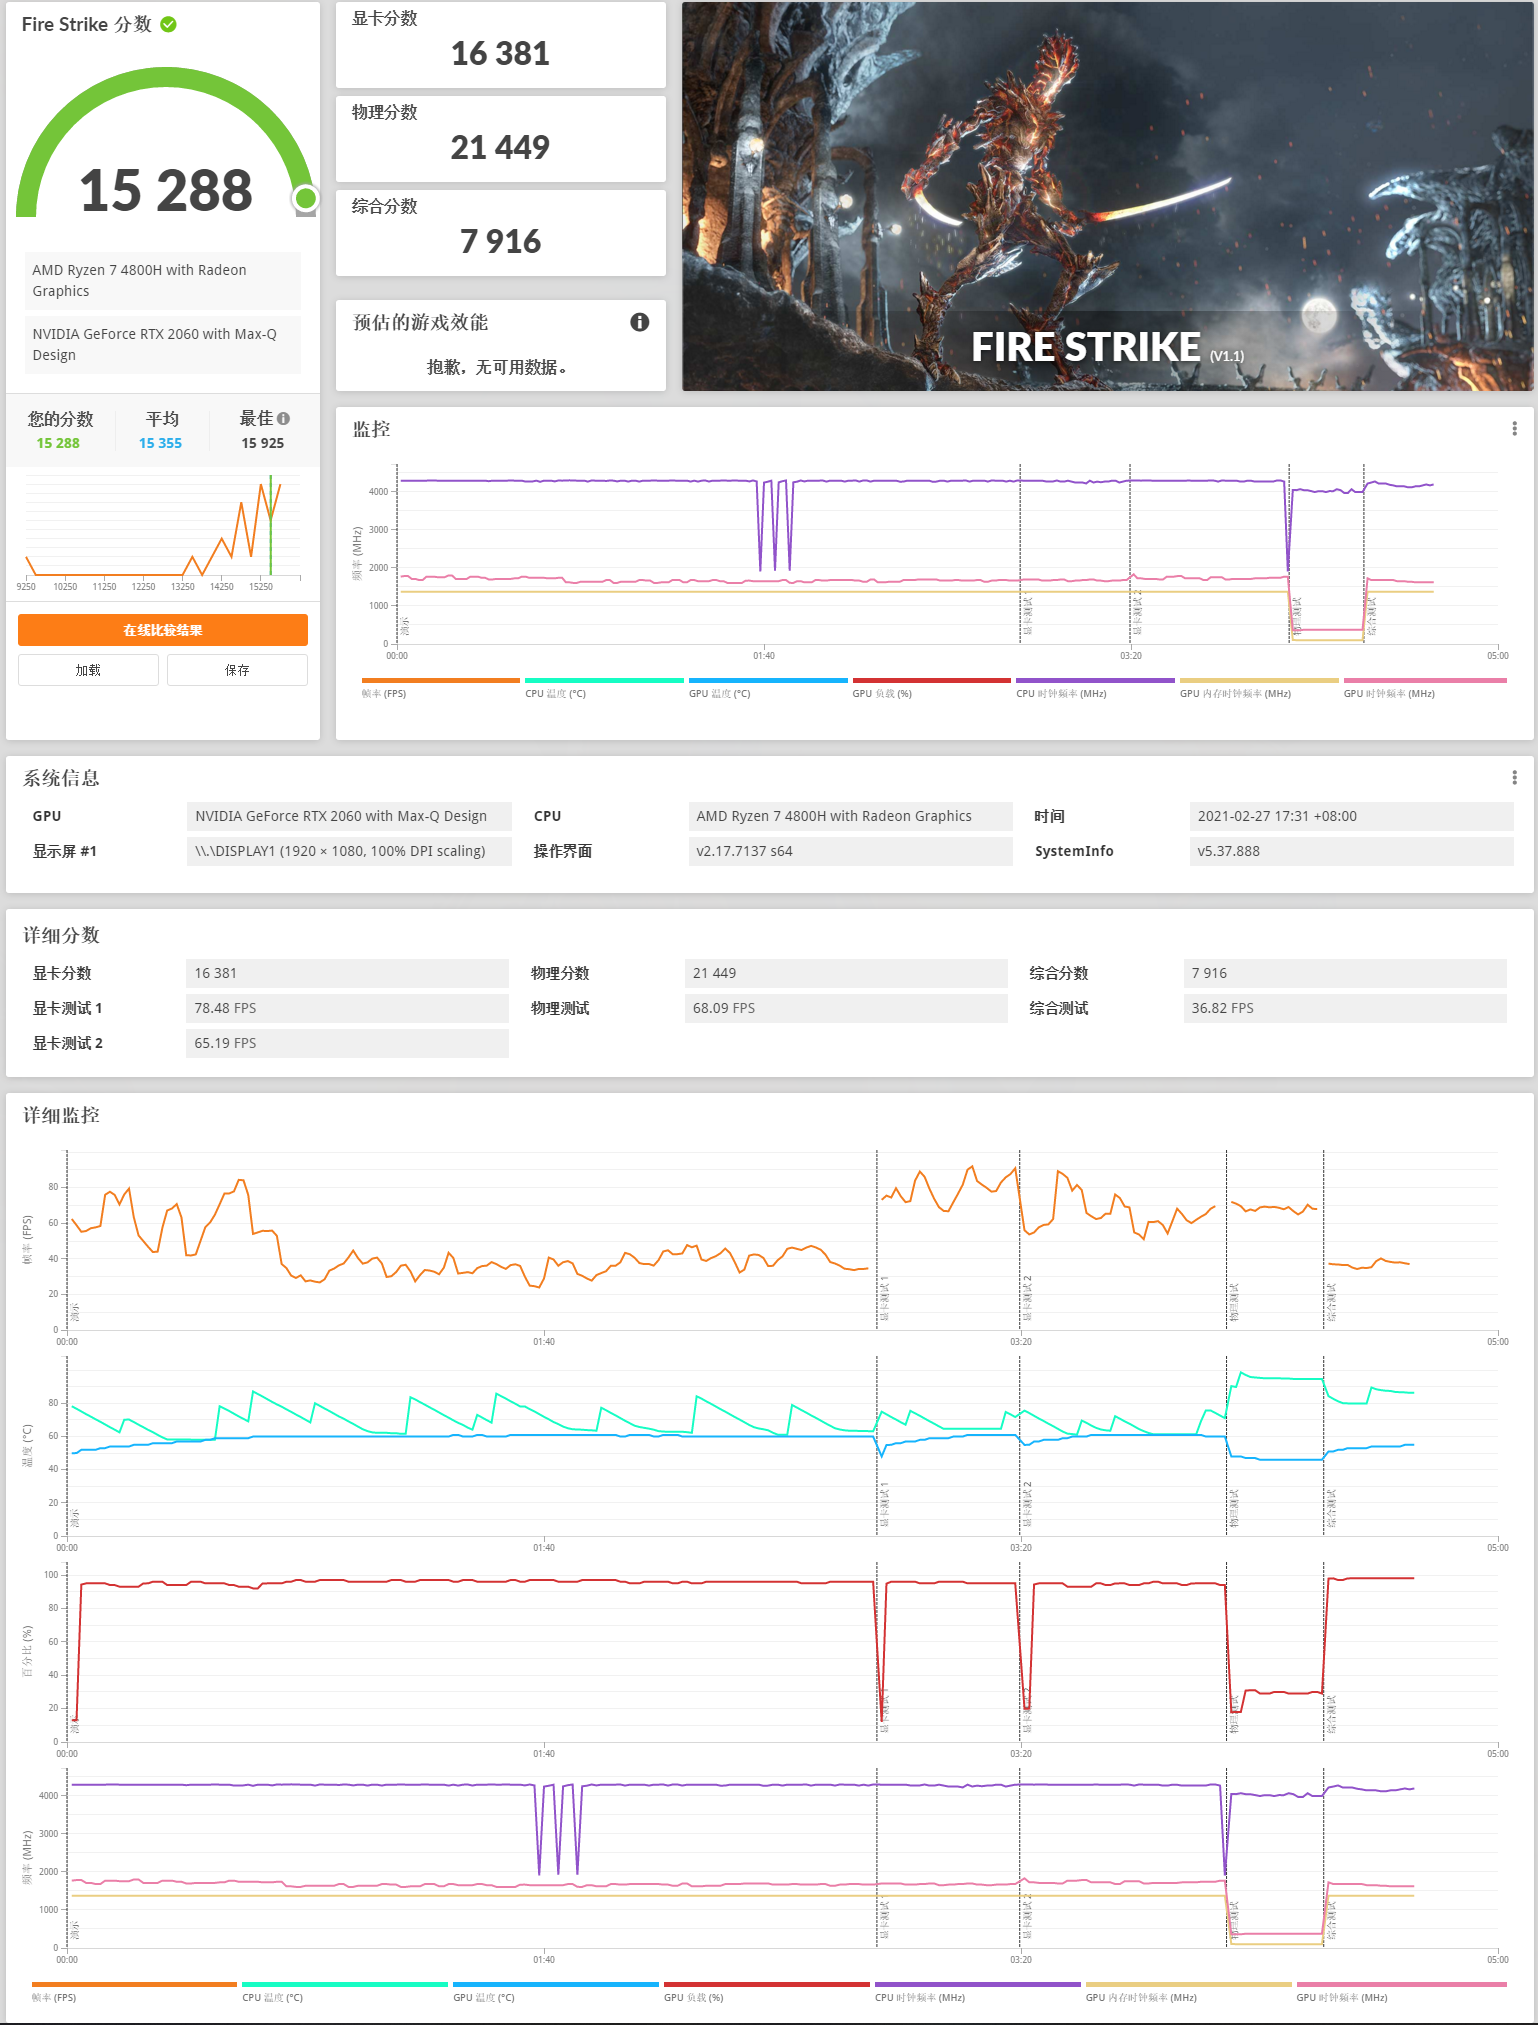 Fire Strike 分数
15 288
AMD Ryzen 7 4800H with Radeon
Graphics
NVIDIA GeForce RTX 2060 with Max-Q
Design
您的分数 平均 最佳
15 288 15 355 15 925
9250 10250 11250 12250 13250 14250 15250
在线比较结果
加载 保存
显卡分数
16 381
物理分数
21 449
综合分数
7 916
预估的游戏效能
抱歉，无可用数据。
FIRE STRIKE (V1.1)
监控
频率 (MHz)
4000
3000
2000
1000
0
演示 显卡测试 1 显卡测试 2 物理测试 综合测试
00:00 01:40 03:20 05:00
帧率 (FPS) CPU 温度 (°C) GPU 温度 (°C) GPU 负载 (%) CPU 时钟频率 (MHz) GPU 内存时钟频率 (MHz) GPU 时钟频率 (MHz)
系统信息
GPU NVIDIA GeForce RTX 2060 with Max-Q Design CPU AMD Ryzen 7 4800H with Radeon Graphics 时间 2021-02-27 17:31 +08:00
显示屏 #1 \\.\DISPLAY1 (1920 × 1080, 100% DPI scaling) 操作界面 v2.17.7137 s64 SystemInfo v5.37.888
详细分数
显卡分数 16 381 物理分数 21 449 综合分数 7 916
显卡测试 1 78.48 FPS 物理测试 68.09 FPS 综合测试 36.82 FPS
显卡测试 2 65.19 FPS
详细监控
帧率 (FPS)
80
60
40
20
0
演示 显卡测试 1 显卡测试 2 物理测试 综合测试
00:00 01:40 03:20 05:00
温度 (°C)
80
60
40
20
0
演示 显卡测试 1 显卡测试 2 物理测试 综合测试
00:00 01:40 03:20 05:00
百分比 (%)
100
80
60
40
20
0
演示 显卡测试 1 显卡测试 2 物理测试 综合测试
00:00 01:40 03:20 05:00
频率 (MHz)
4000
3000
2000
1000
0
演示 显卡测试 1 显卡测试 2 物理测试 综合测试
00:00 01:40 03:20 05:00
帧率 (FPS) CPU 温度 (°C) GPU 温度 (°C) GPU 负载 (%) CPU 时钟频率 (MHz) GPU 内存时钟频率 (MHz) GPU 时钟频率 (MHz)